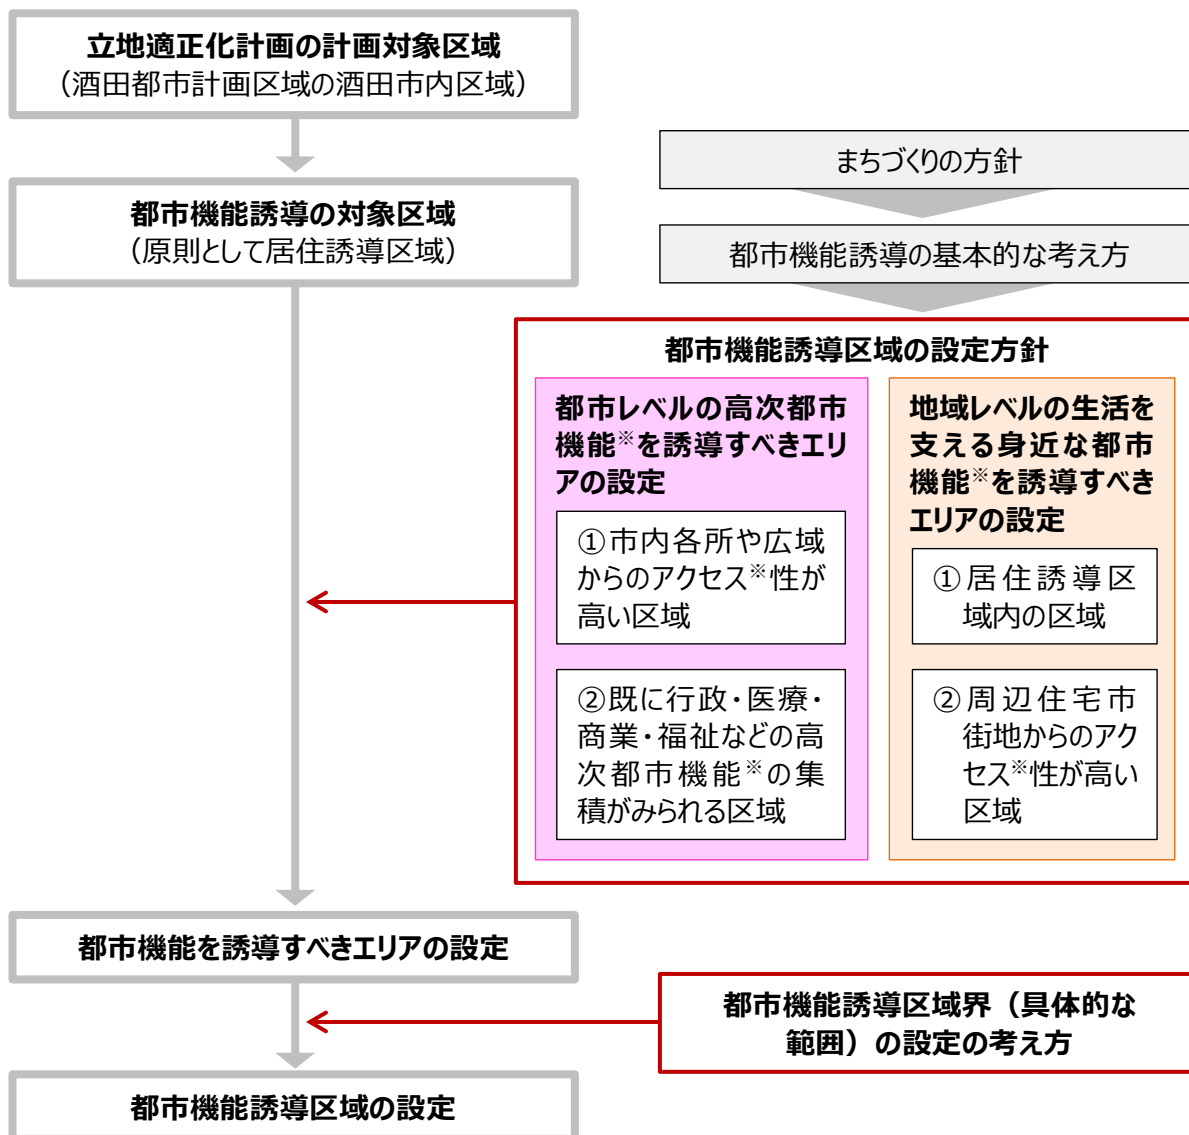 立地適正化計画の計画対象区域
（酒田都市計画区域の酒田市内区域）
都市機能誘導の対象区域
（原則として居住誘導区域）
まちづくりの方針
都市機能誘導の基本的な考え方
都市機能誘導区域の設定方針
都市レベルの高次都市
機能※を誘導すべきエリ
アの設定
①市内各所や広域
からのアクセス※性が
高い区域
②既に行政・医療・
商業・福祉などの高
次都市機能※の集
積がみられる区域
地域レベルの生活を
支える身近な都市
機能※を誘導すべき
エリアの設定
①居住誘導区
域内の区域
②周辺住宅市
街地からのアク
セス※性が高い
区域
都市機能を誘導すべきエリアの設定
都市機能誘導区域界（具体的な
範囲）の設定の考え方
都市機能誘導区域の設定